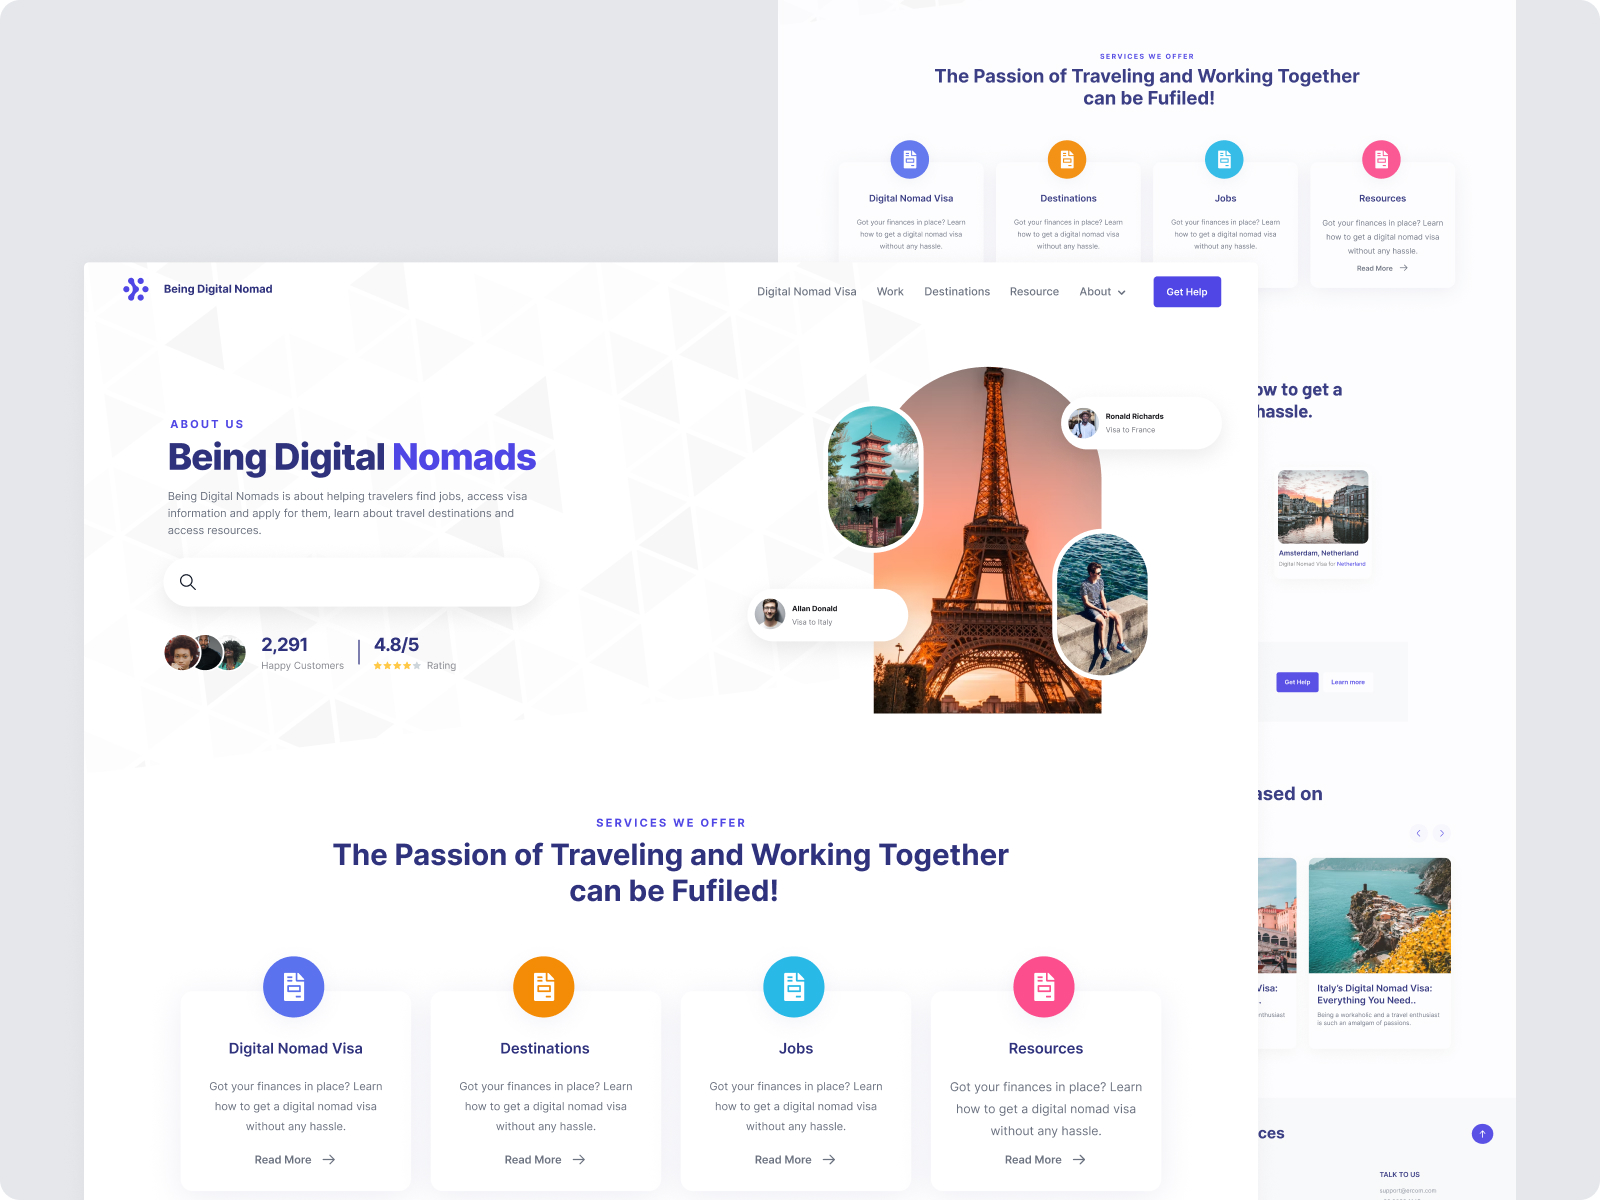 SERVICES WE OFFER
The Passion of Traveling and Working Together
can be Fufiled!
Digital Nomad Visa
Got your finances in place? Learn
how to get a digital nomad visa
without any hassle.
Destinations
Got your finances in place? Learn
how to get a digital nomad visa
without any hassle.
Jobs
Got your finances in place? Learn
how to get a digital nomad visa
without any hassle.
Resources
Got your finances in place? Learn
how to get a digital nomad visa
without any hassle.
Read More
Being Digital Nomad
Digital Nomad Visa Work Destinations Resource About Get Help
ABOUT US
Being Digital Nomads
Being Digital Nomads is about helping travelers find jobs, access visa
information and apply for them, learn about travel destinations and
access resources.
2,291
Happy Customers
4.8/5
Rating
Ronald Richards
Visa to France
Allan Donald
Visa to Italy
SERVICES WE OFFER
The Passion of Traveling and Working Together
can be Fufiled!
Digital Nomad Visa
Got your finances in place? Learn
how to get a digital nomad visa
without any hassle.
Read More
Destinations
Got your finances in place? Learn
how to get a digital nomad visa
without any hassle.
Read More
Jobs
Got your finances in place? Learn
how to get a digital nomad visa
without any hassle.
Read More
Resources
Got your finances in place? Learn
how to get a digital nomad visa
without any hassle.
Read More
ow to get a
hassle.
Amsterdam, Netherland
Digital Nomad Visa for Netherland
Get Help Learn more
ased on
Visa:
..
nthusiast
Italy's Digital Nomad Visa:
Everything You Need..
Being a workaholic and a travel enthusiast
is such an amalgam of passions.
ces
TALK TO US
support@ercom.com